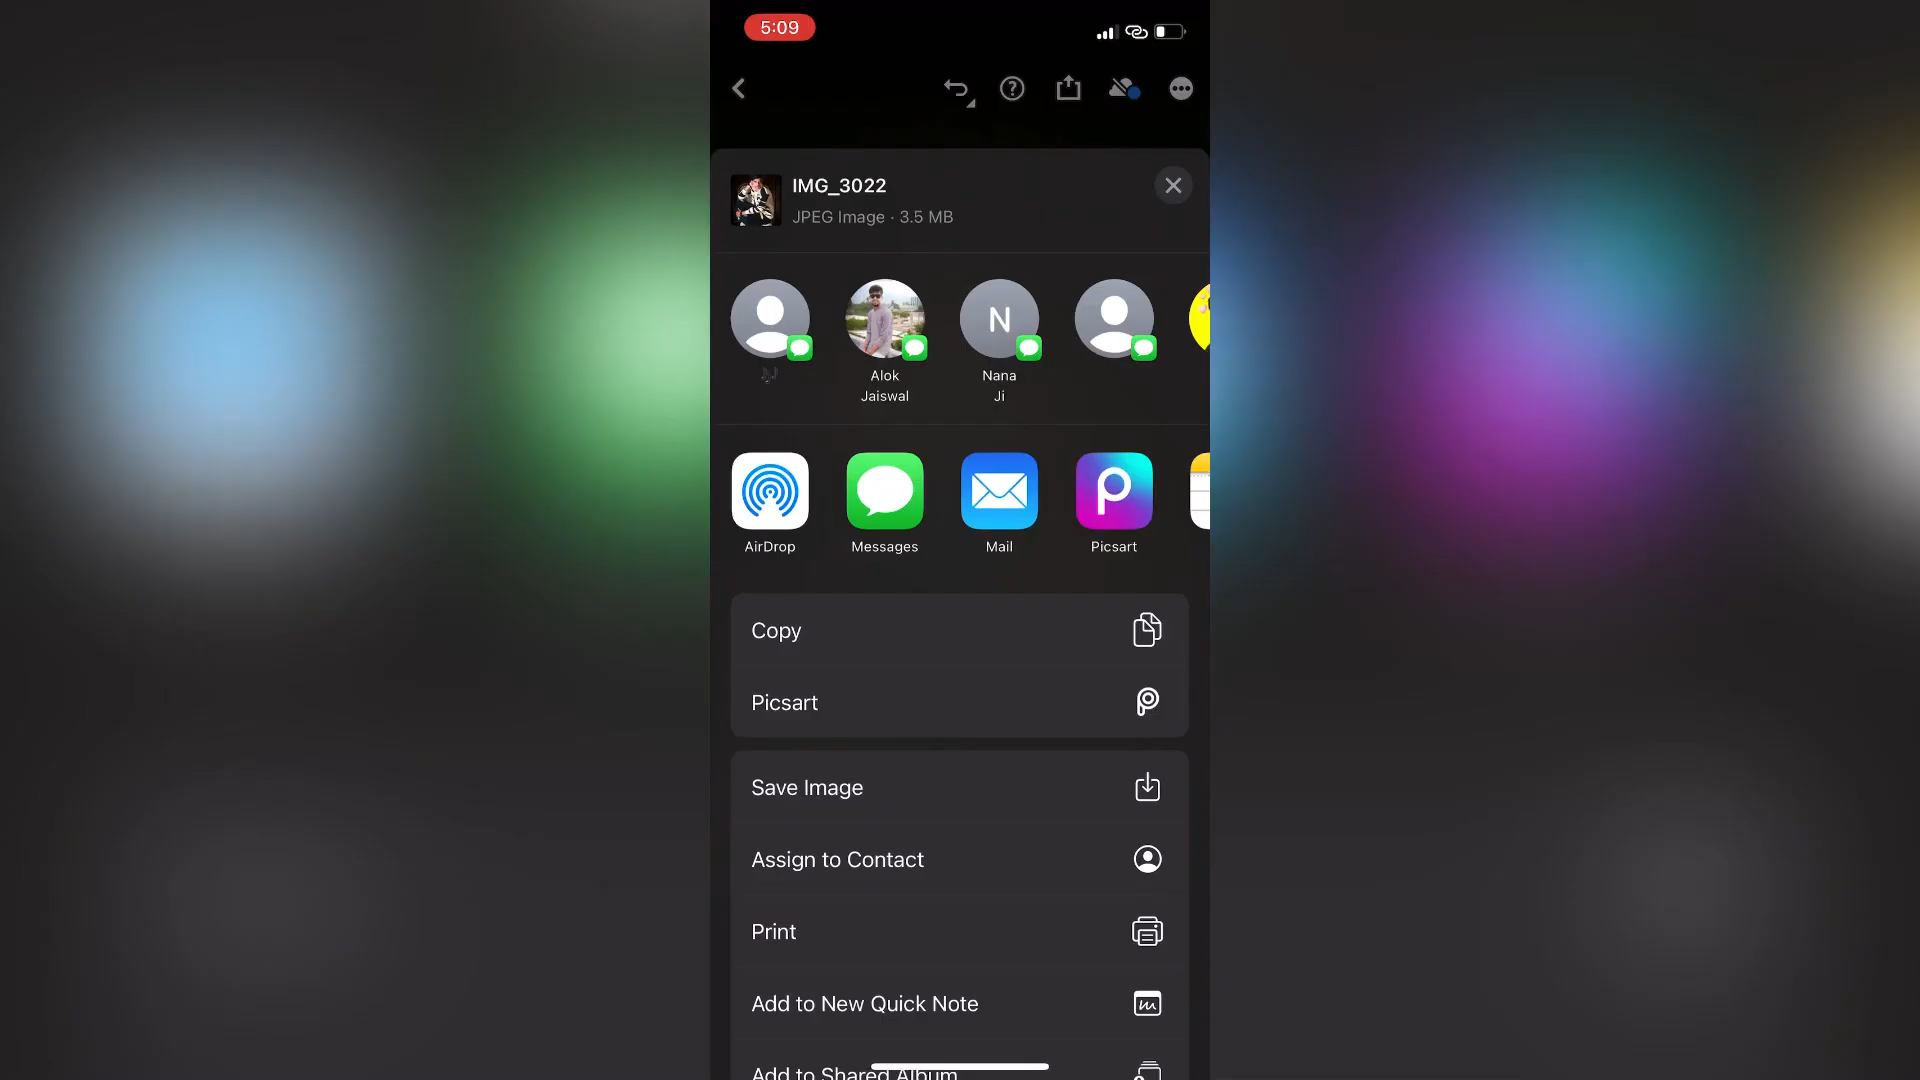 5:09
IMG_3022
JPEG Image · 3.5 MB
N
Alok
Jaiswal
Nana
Ji
AirDrop
Messages
Mail
Picsart
Copy
Picsart
Save Image
Assign to Contact
Print
Add to New Quick Note
Add to Shared Album